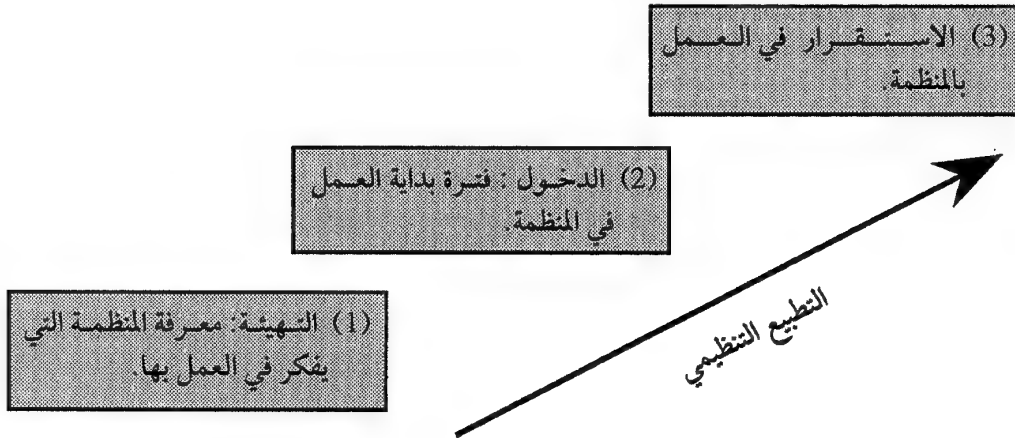 (3) الاستقرار في العمل
بالمنظمة.
(2) الدخول : فترة بداية العمل
في المنظمة.
(1) التهيئة: معرفة المنظمة التي
يفكر في العمل بها.
التطبيع التنظيمي